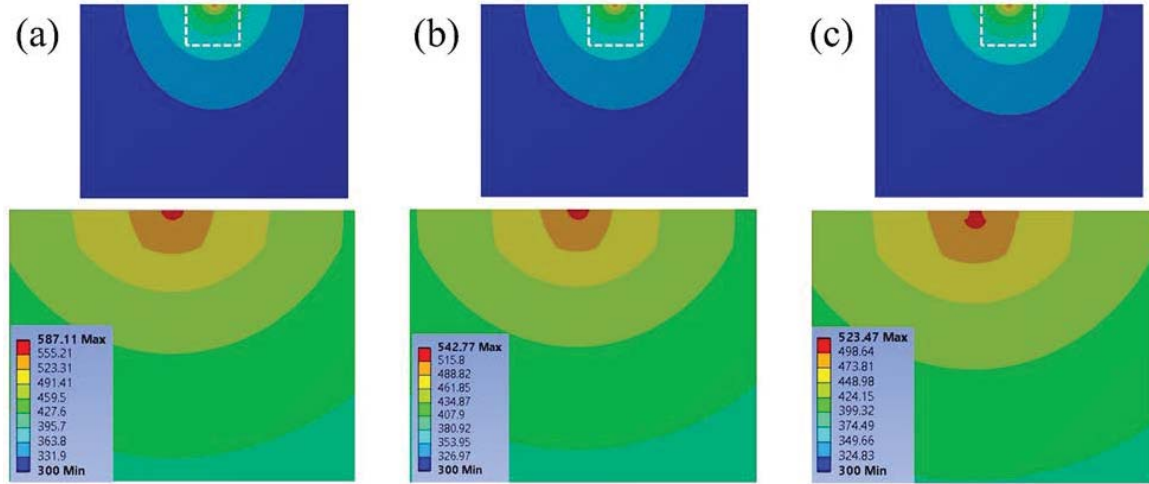 (a)
(b)
(c)
587.11 Max
555.21
523.31
491.41
459.5
427.6
395.7
363.8
331.9
300 Min
542.77 Max
515.8
488.82
461.85
434.87
407.9
380.92
353.95
326.97
300 Min
523.47 Max
498.64
473.81
448.98
424.15
399.32
374.49
349.66
324.83
300 Min